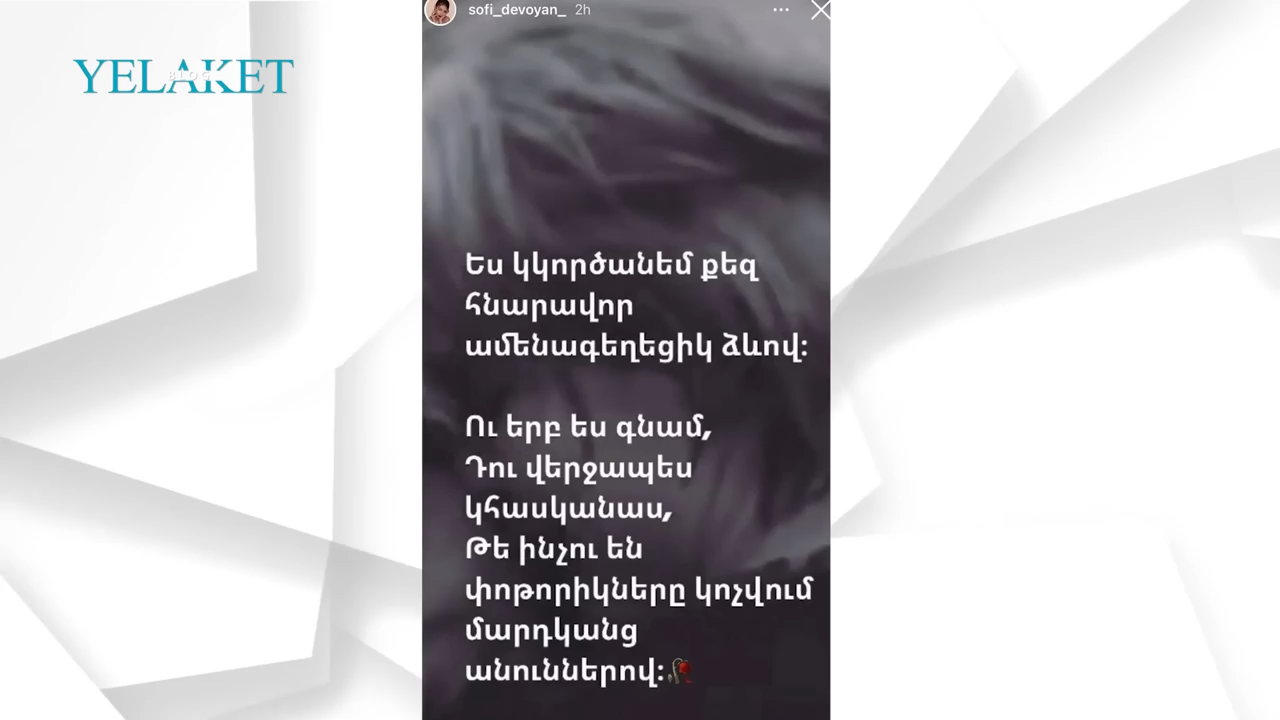 sofi_devoyan_ 2h
YELAKET
BLOG
Ես կկործանեմ քեզ
հնարավոր
ամենագեղեցիկ ձևով։
Ու երբ ես գնամ,
Դու վերջապես
կհասկանաս,
Թե ինչու են
փոթորիկները կոչվում
մարդկանց
անուններով։🥀